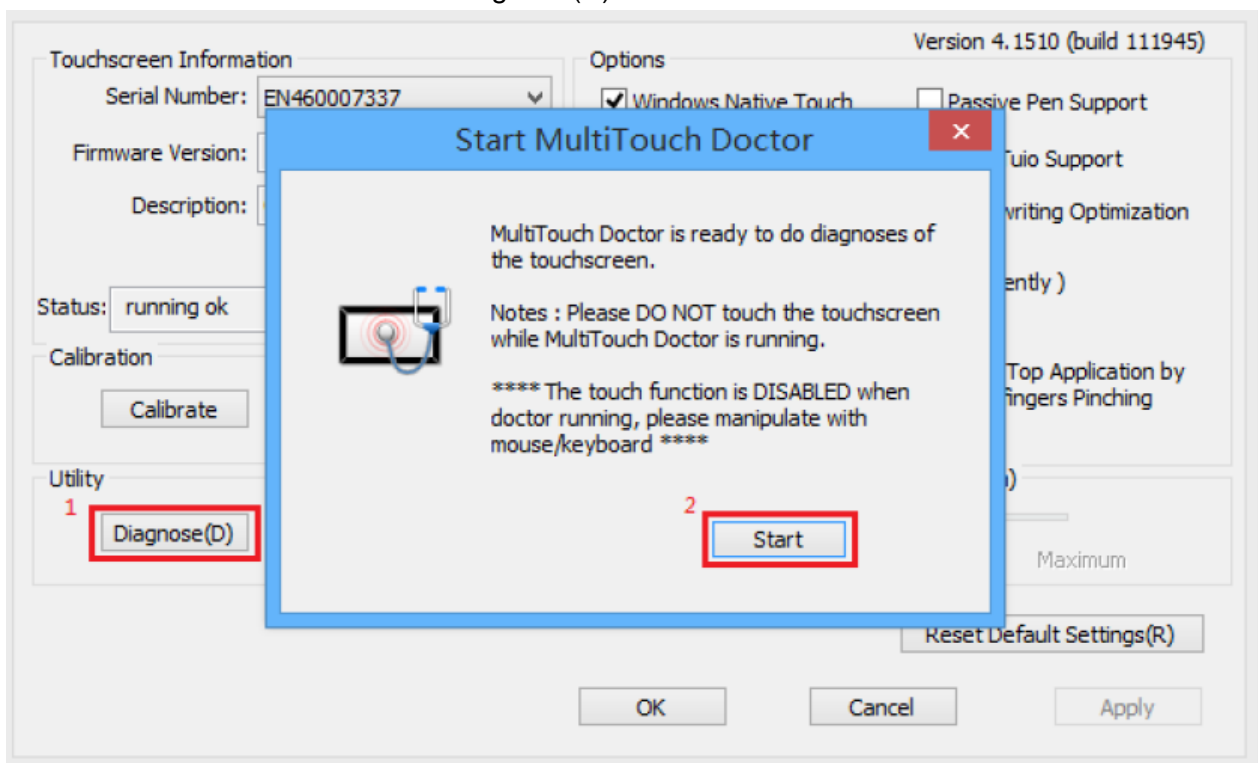 Version 4.1510 (build 111945)
Touchscreen Information
Options
Serial Number: EN460007337
Windows Native Touch
Passive Pen Support
Start MultiTouch Doctor
Firmware Version:
Support
Description:
Optimization
MultiTouch Doctor is ready to do diagnoses of
the touchscreen.
Status: running ok
Notes : Please DO NOT touch the touchscreen
while MultiTouch Doctor is running.
Calibration
Top Application by
Pinching
Calibrate
**** The touch function is DISABLED when
doctor running, please manipulate with
mouse/keyboard ****
Utility
1
Diagnose(D)
2
Start
Maximum
Reset Default Settings(R)
OK
Cancel
Apply